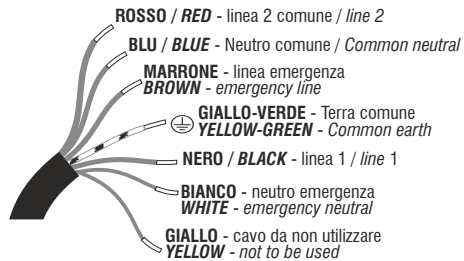 ROSSO / RED - linea 2 comune / line 2
BLU / BLUE - Neutro comune / Common neutral
MARRONE - linea emergenza
BROWN - emergency line
GIALLO-VERDE - Terra comune
YELLOW-GREEN - Common earth
NERO / BLACK - linea 1 / line 1
BIANCO - neutro emergenza
WHITE - emergency neutral
GIALLO - cavo da non utilizzare
YELLOW - not to be used